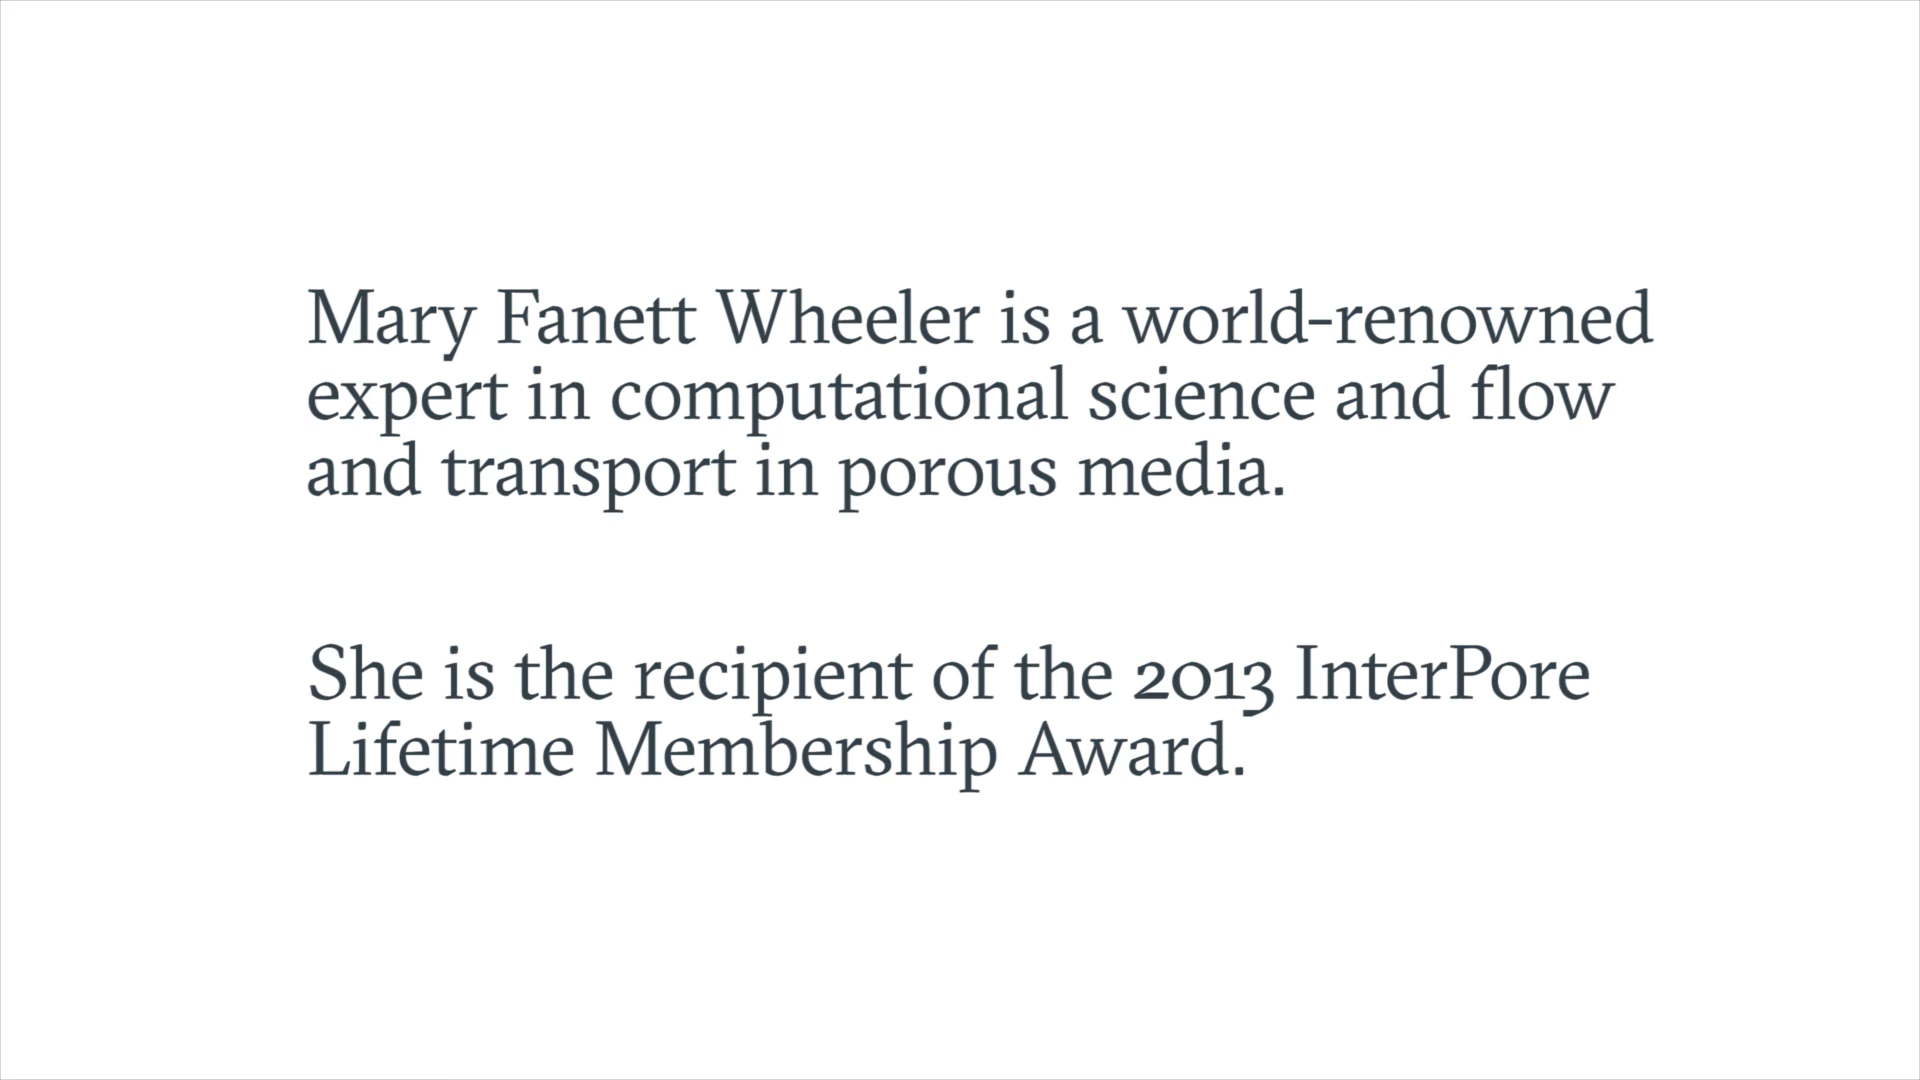 Mary Fanett Wheeler is a world-renowned
expert in computational science and flow
and transport in porous media.
She is the recipient of the 2013 InterPore
Lifetime Membership Award.